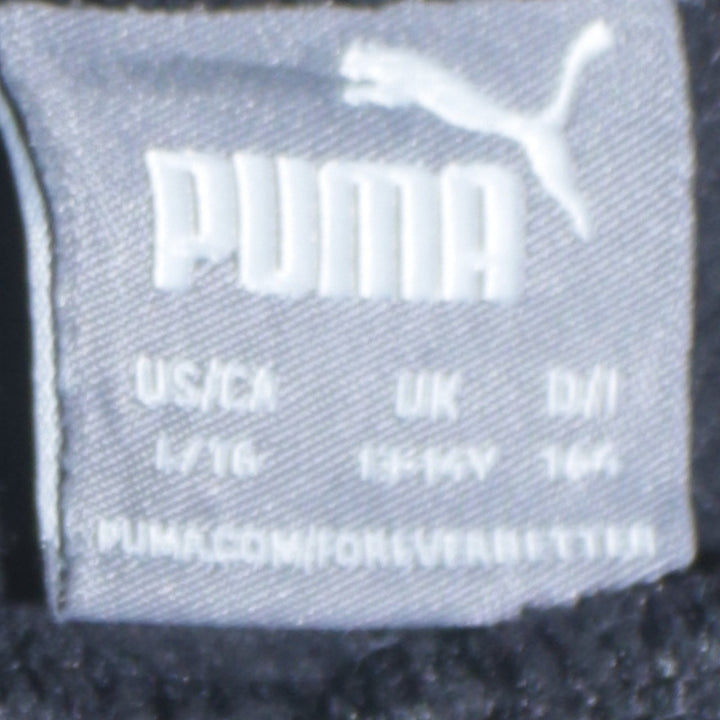 PUMA
US/CA UK D/I
L/16 13-14Y 164
PUMA.COM/FOREVERBETTER